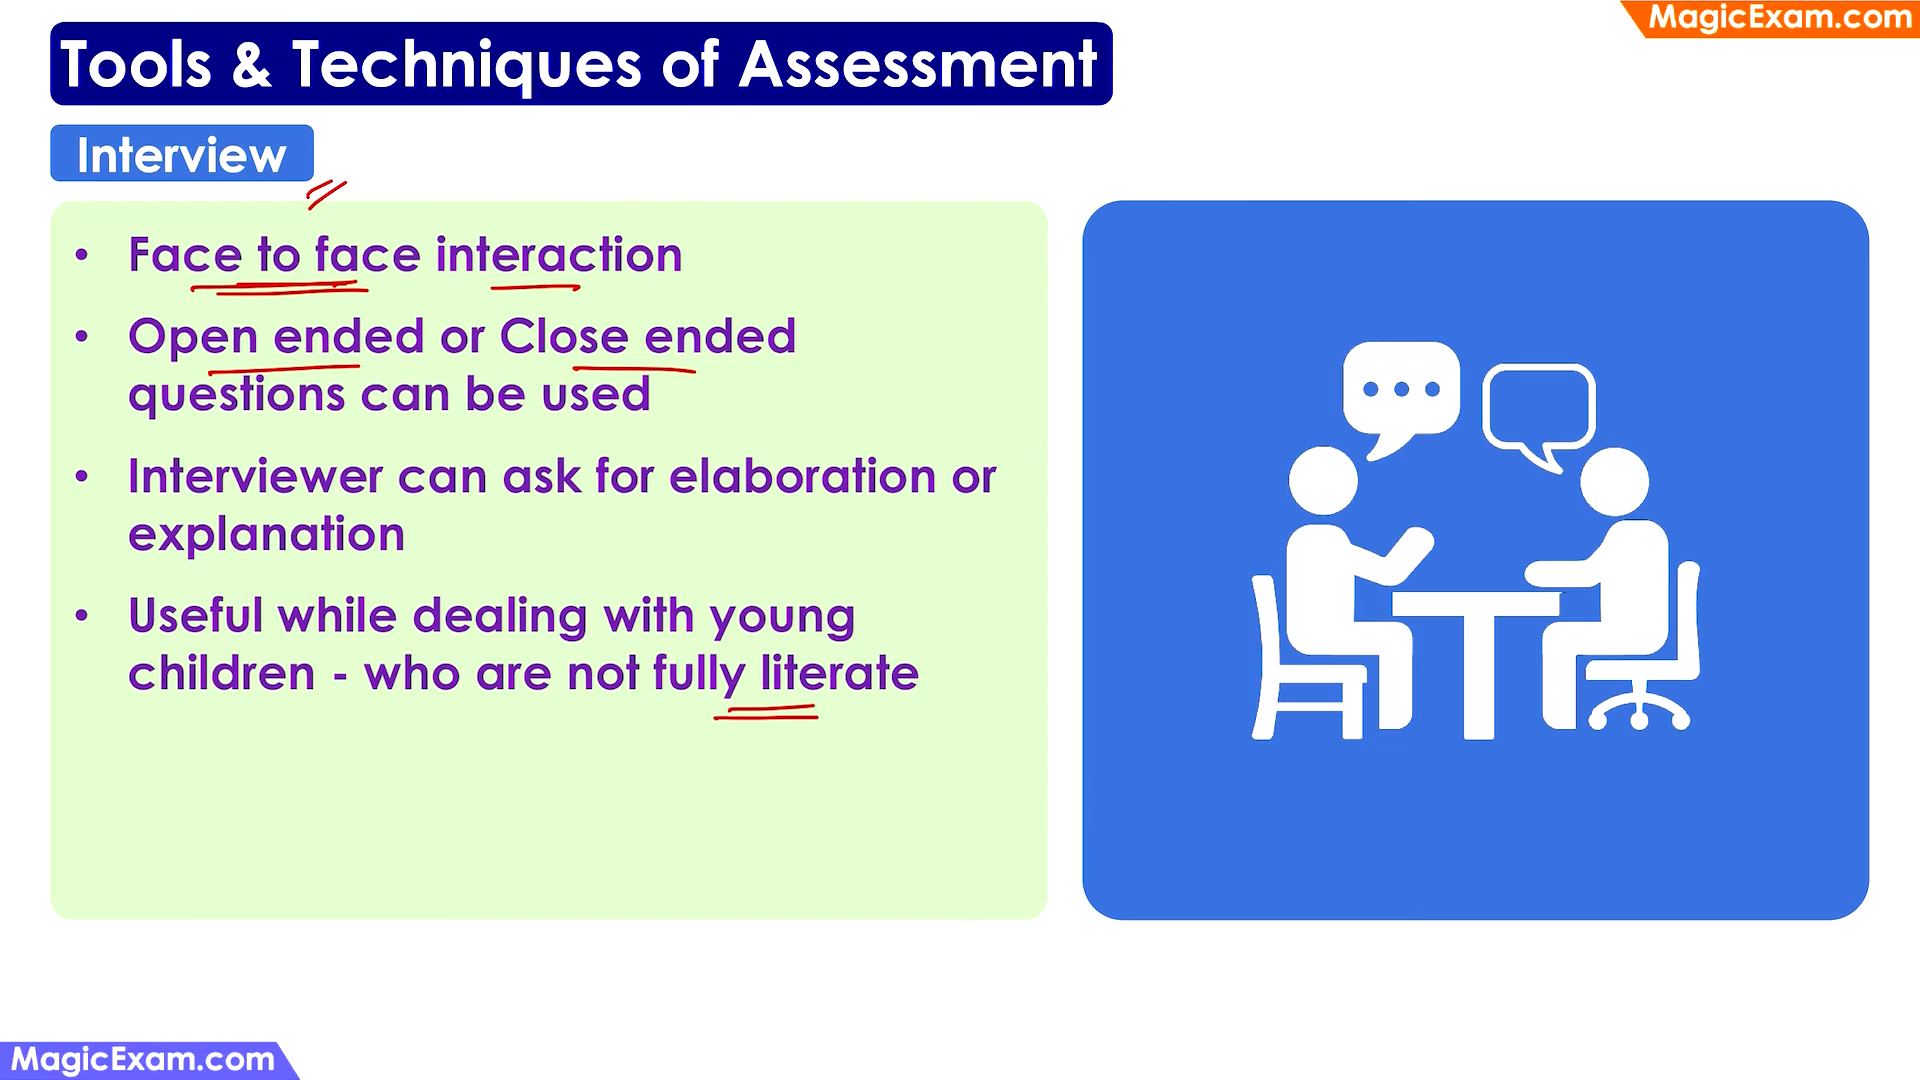 MagicExam.com
Tools & Techniques of Assessment
Interview
• Face to face interaction
• Open ended or Close ended
questions can be used
• Interviewer can ask for elaboration or
explanation
• Useful while dealing with young
children - who are not fully literate
MagicExam.com